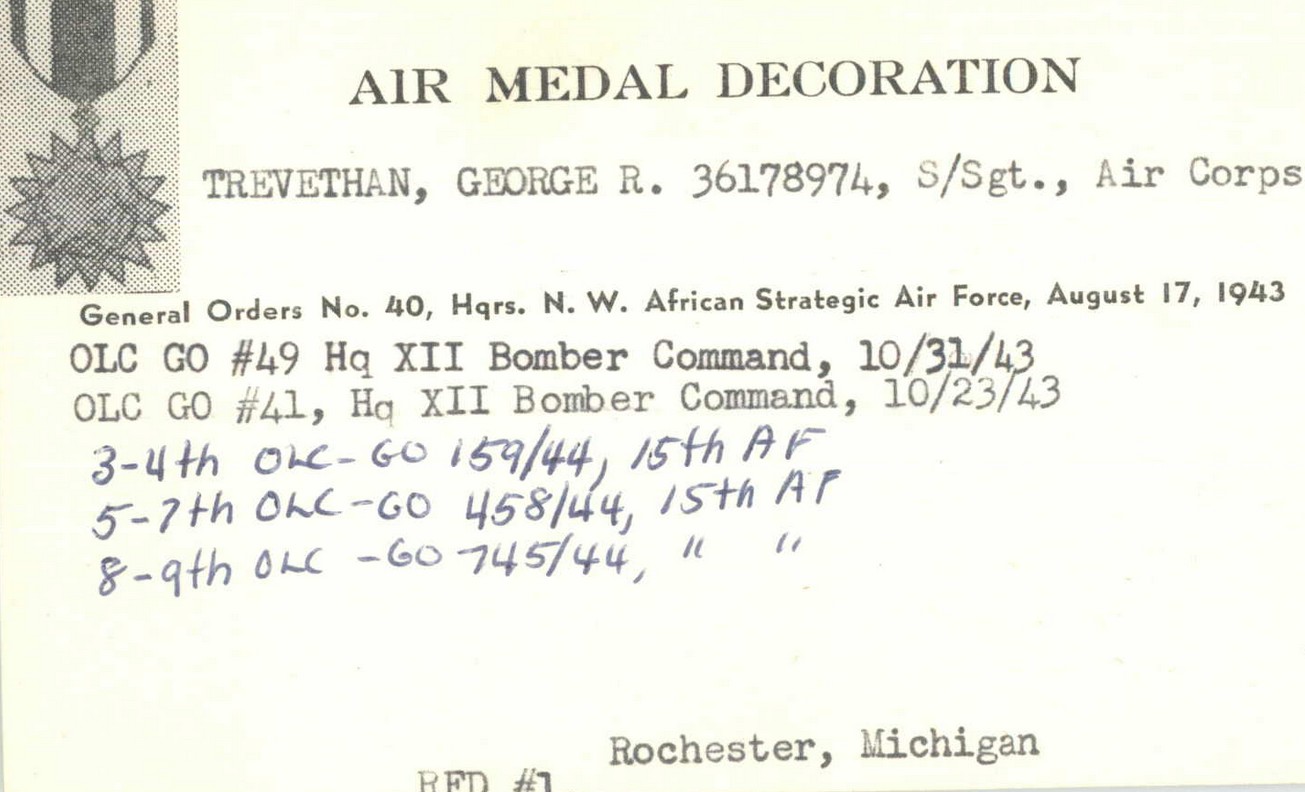 AIR MEDAL DECORATION
TREVETHAN, GEORGE R. 36178974, S/Sgt., Air Corps
General Orders No. 40, Hqrs. N. W. African Strategic Air Force, August 17, 1943
OLC GO #49 Hq XII Bomber Command, 10/31/43
OLC GO #41, Hq XII Bomber Command, 10/23/43
3-4th OLC-GO 159/44, 15th AF
5-7th OLC-GO 458/44, 15th AF
8-9th OLC -GO 745/44, " "
Rochester, Michigan
RFD #1